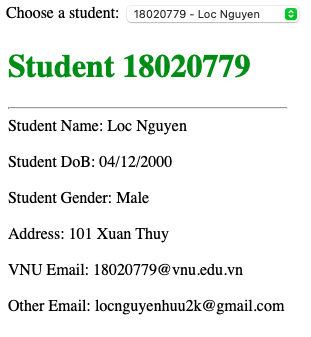 Choose a student: 18020779 - Loc Nguyen
Student 18020779
Student Name: Loc Nguyen
Student DoB: 04/12/2000
Student Gender: Male
Address: 101 Xuan Thuy
VNU Email: 18020779@vnu.edu.vn
Other Email: locnguyenhuu2k@gmail.com